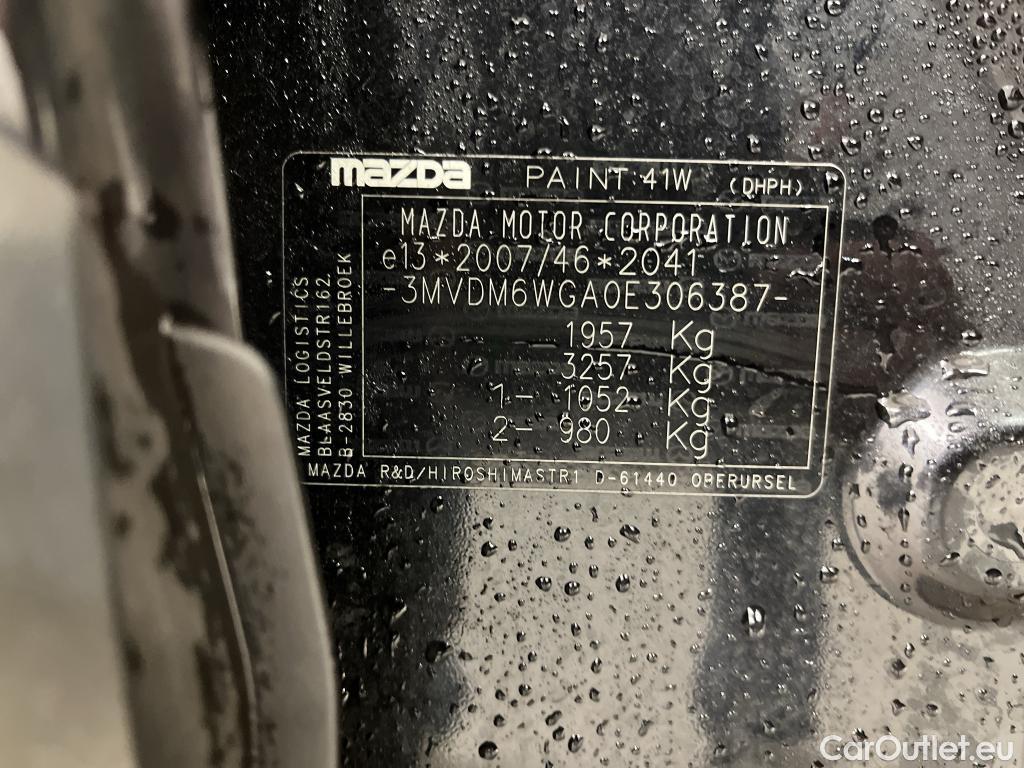 mazda PAINT:41W (DHPH)
MAZDA MOTOR CORPORATION
e13*2007/46*2041
-3MVDM6WGA0E306387-
1957 Kg
3257 Kg
1- 1052 Kg
2- 980 Kg
MAZDA LOGISTICS
BLAASVELDSTR162.
B-2830 WILLEBROEK
MAZDA R&D/HIROSHIMASTR1 D-61440 OBERURSEL
CarOutlet.eu